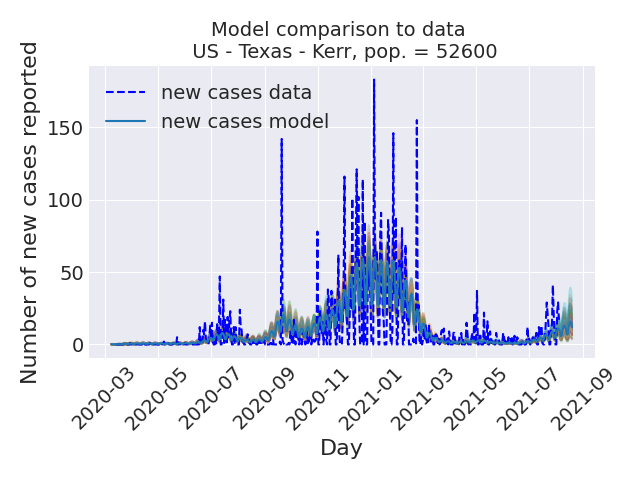 Model comparison to data
US - Texas - Kerr, pop. = 52600
Number of new cases reported
new cases data
new cases model
150
100
50
0
2020-03
2020-05
2020-07
2020-09
2020-11
2021-01
2021-03
2021-05
2021-07
2021-09
Day